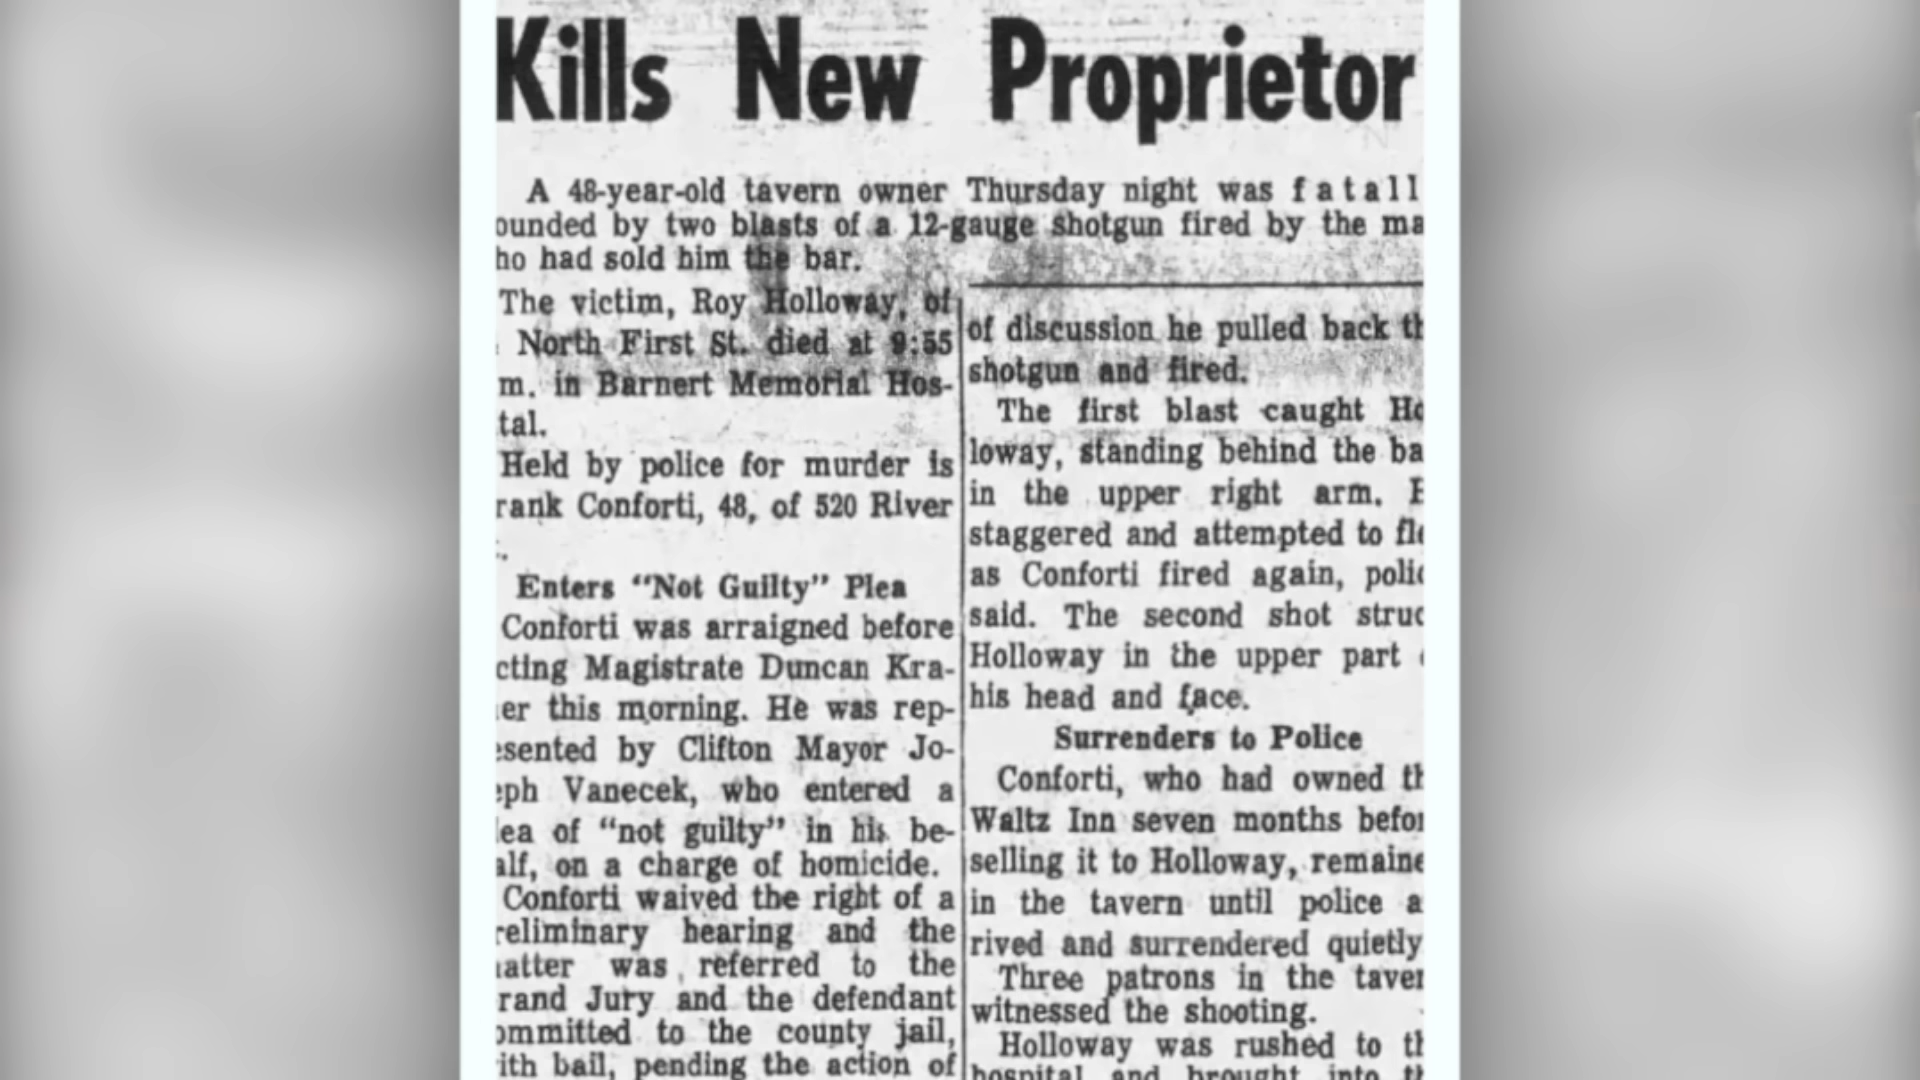 Kills New Proprietor
A 48-year-old tavern owner Thursday night was fatall
ounded by two blasts of a 12-gauge shotgun fired by the ma
ho had sold him the bar.
The victim, Roy Holloway, of
North First St. died at 9:55
m. in Barnert Memorial Hos-
tal.
Held by police for murder is
rank Conforti, 48, of 520 River
Enters “Not Guilty” Plea
Conforti was arraigned before
cting Magistrate Duncan Kra-
er this morning. He was rep-
esented by Clifton Mayor Jo-
eph Vanecek, who entered a
lea of “not guilty” in his be-
alf, on a charge of homicide.
Conforti waived the right of a
reliminary hearing and the
atter was referred to the
rand Jury and the defendant
ommitted to the county jail,
ith bail, pending the action of
of discussion he pulled back th
shotgun and fired.
The first blast caught Ho
loway, standing behind the ba
in the upper right arm. H
staggered and attempted to fle
as Conforti fired again, polic
said. The second shot struc
Holloway in the upper part
his head and face.
Surrenders to Police
Conforti, who had owned th
Waltz Inn seven months befor
selling it to Holloway, remaine
in the tavern until police a
rived and surrendered quietly
Three patrons in the taver
witnessed the shooting.
Holloway was rushed to th
hospital and brought into th